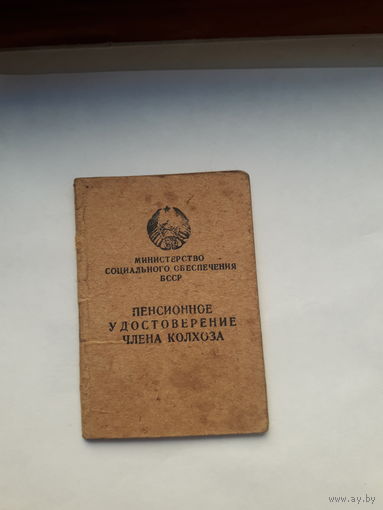 МИНИСТЕРСТВО
СОЦИАЛЬНОГО ОБЕСПЕЧЕНИЯ
БССР
ПЕНСИОННОЕ
УДОСТОВЕРЕНИЕ
ЧЛЕНА КОЛХОЗА
www.ay.by